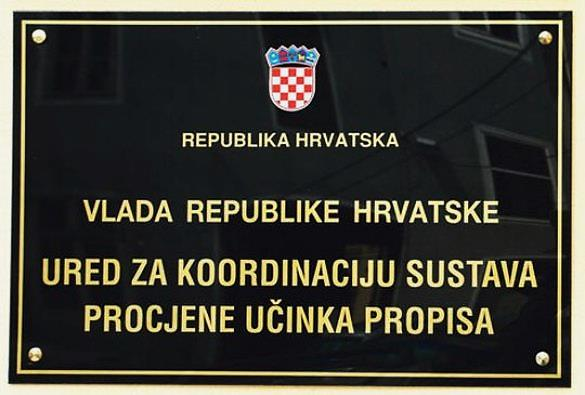 REPUBLIKA HRVATSKA
VLADA REPUBLIKE HRVATSKE
URED ZA KOORDINACIJU SUSTAVA
PROCJENE UČINKA PROPISA